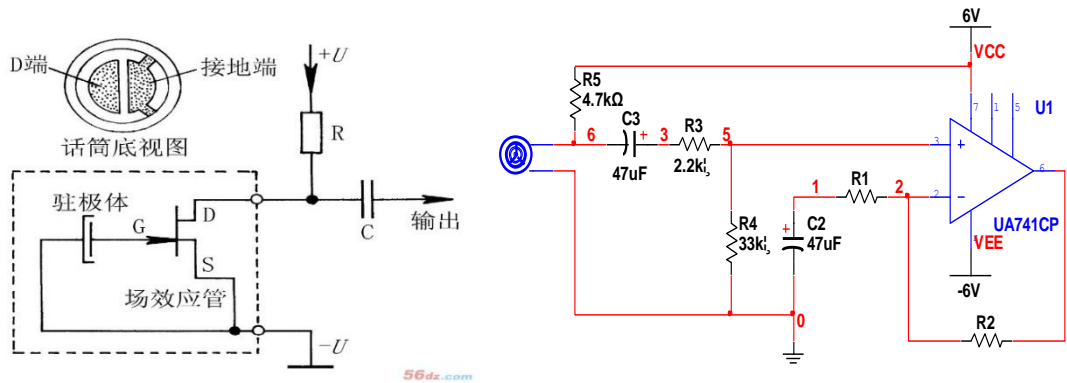 D端
接地端
话筒底视图
+U
R
驻极体
G
D
S
场效应管
C
输出
-U
56dz.com
6V
VCC
R5
4.7kΩ
6
C3
+
47uF
3
R3
2.2k
5
7
1
5
U1
3
+
6
2
−
UA741CP
VEE
-6V
R4
33k
1
+
C2
47uF
R1
2
0
R2